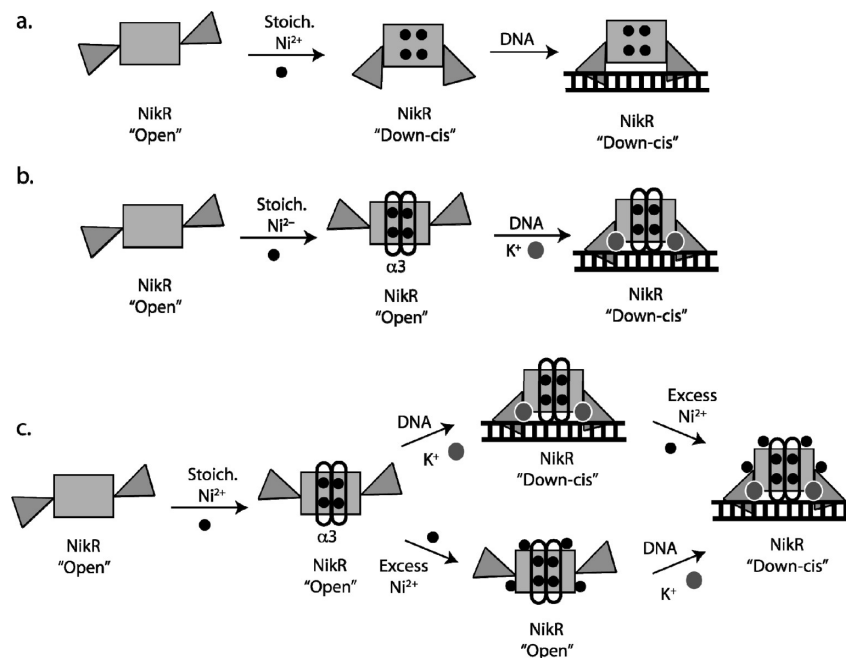 a.
Stoich.
Ni²⁺
DNA
NikR
"Open"
NikR
"Down-cis"
NikR
"Down-cis"
b.
Stoich.
Ni²⁻
DNA
K⁺
α3
NikR
"Open"
NikR
"Open"
NikR
"Down-cis"
c.
DNA
K⁺
Excess
Ni²⁺
NikR
"Down-cis"
Stoich.
Ni²⁺
α3
NikR
"Open"
NikR
"Open"
Excess
Ni²⁺
DNA
K⁺
NikR
"Down-cis"
NikR
"Open"